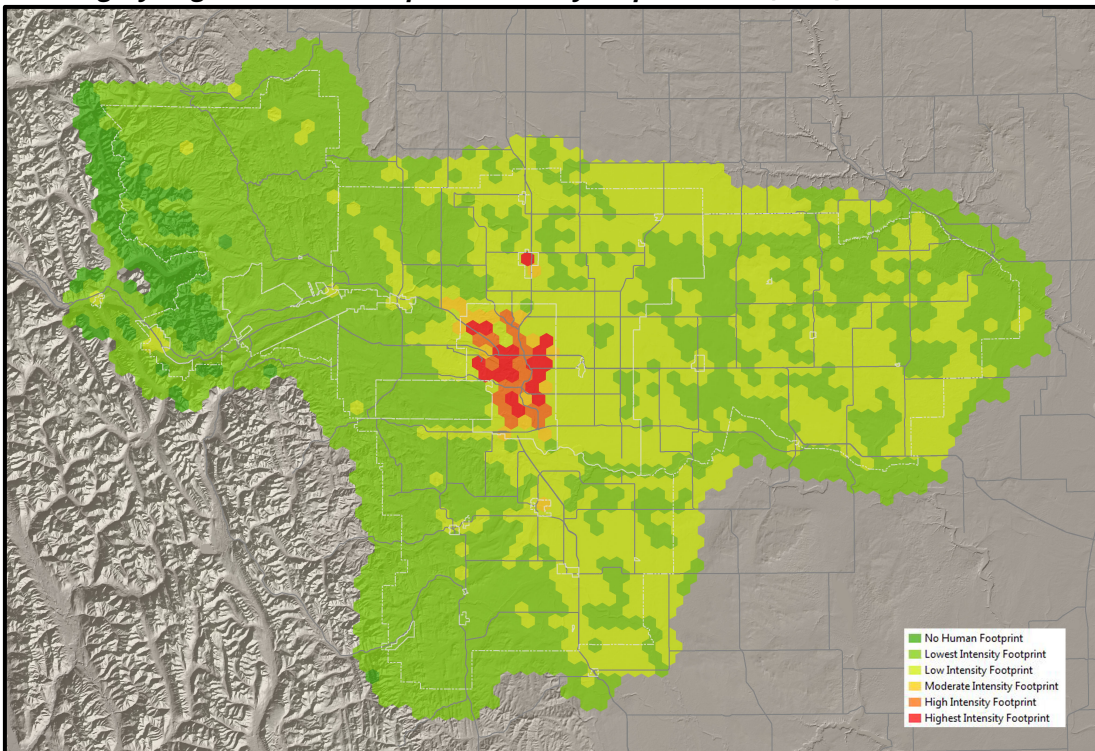 No Human Footprint
Lowest Intensity Footprint
Low Intensity Footprint
Moderate Intensity Footprint
High Intensity Footprint
Highest Intensity Footprint